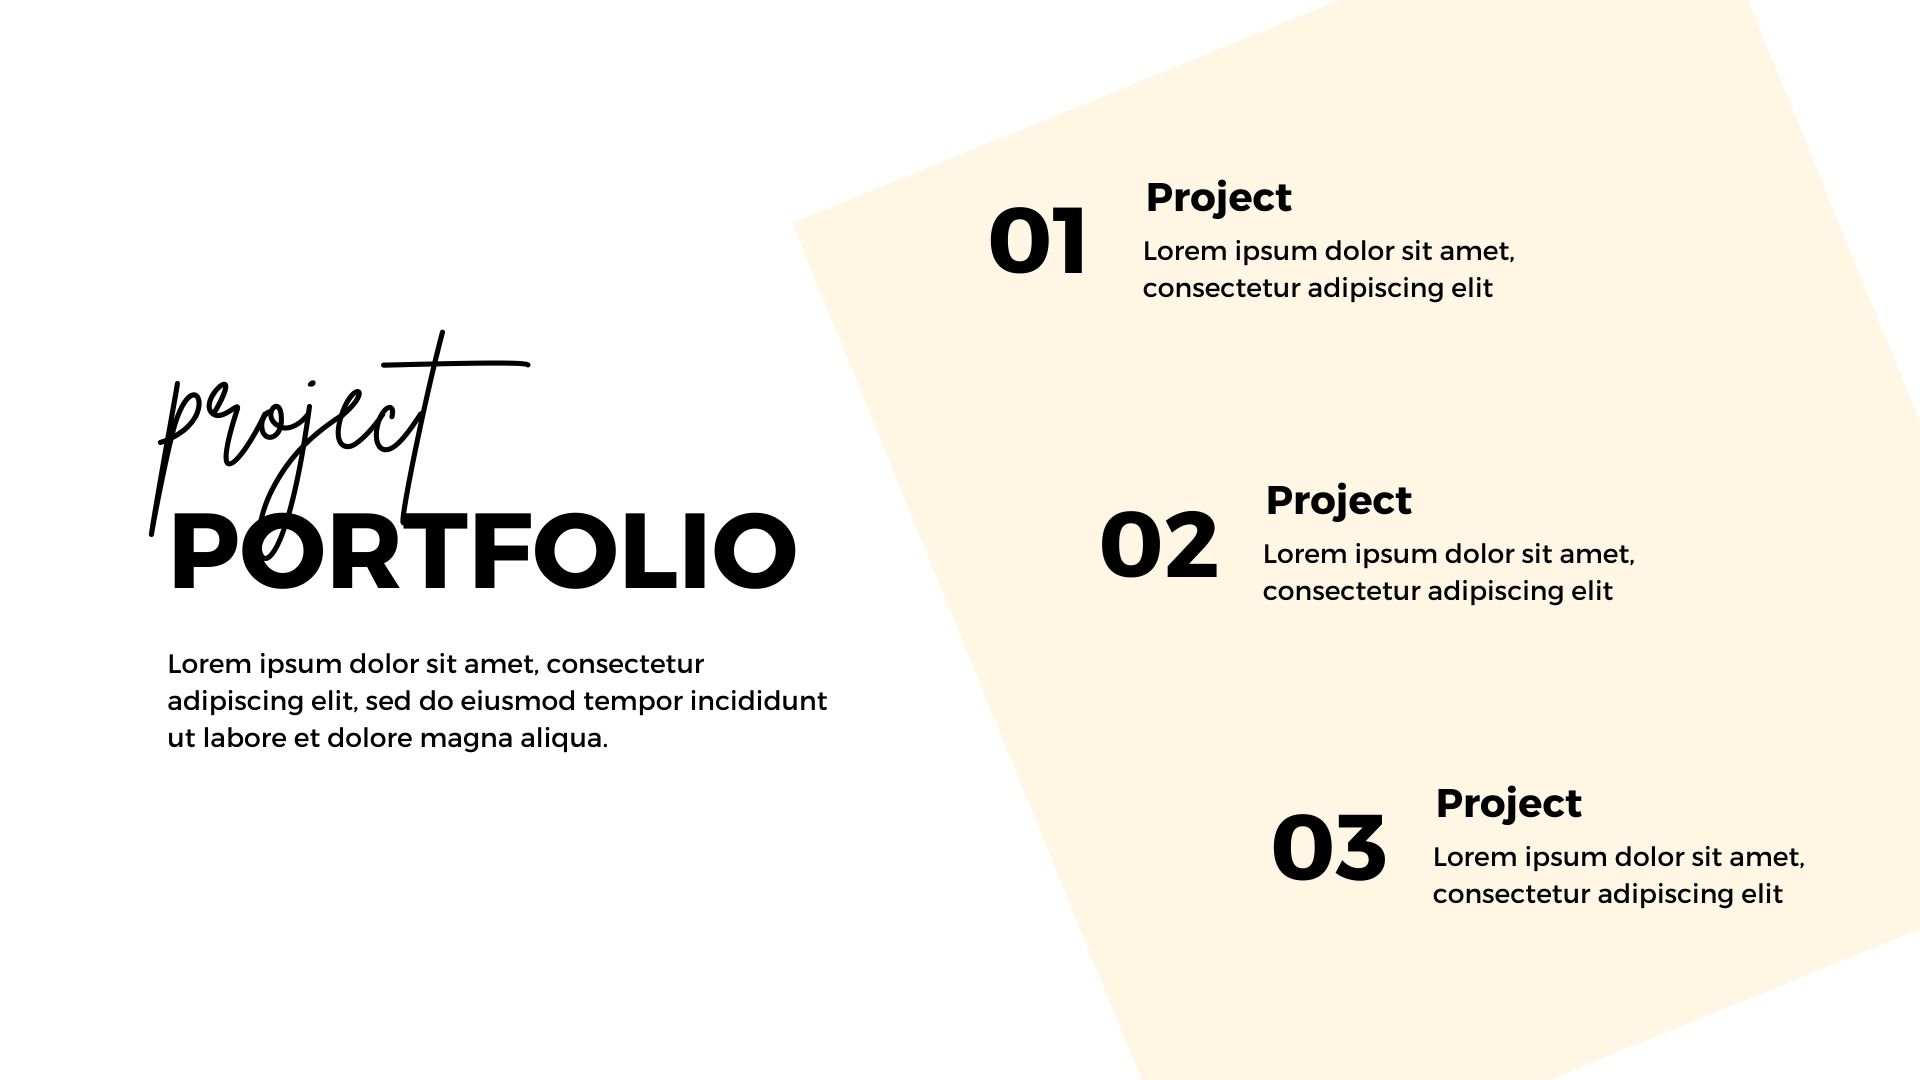 project
PORTFOLIO
Lorem ipsum dolor sit amet, consectetur
adipiscing elit, sed do eiusmod tempor incididunt
ut labore et dolore magna aliqua.
01
Project
Lorem ipsum dolor sit amet,
consectetur adipiscing elit
02
Project
Lorem ipsum dolor sit amet,
consectetur adipiscing elit
03
Project
Lorem ipsum dolor sit amet,
consectetur adipiscing elit